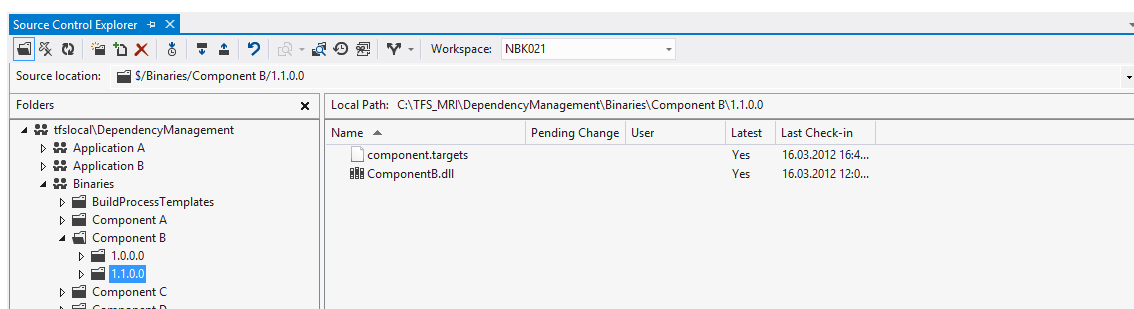 Source Control Explorer
Workspace: NBK021
Source location: $/Binaries/Component B/1.1.0.0
Folders
Local Path: C:\TFS_MRI\DependencyManagement\Binaries\Component B\1.1.0.0
tfslocal\DependencyManagement
Name Pending Change User Latest Last Check-in
Application A
component.targets Yes 16.03.2012 16:4...
Application B
ComponentB.dll Yes 16.03.2012 12:0...
Binaries
BuildProcessTemplates
Component A
Component B
1.0.0.0
1.1.0.0
Component C
Component D